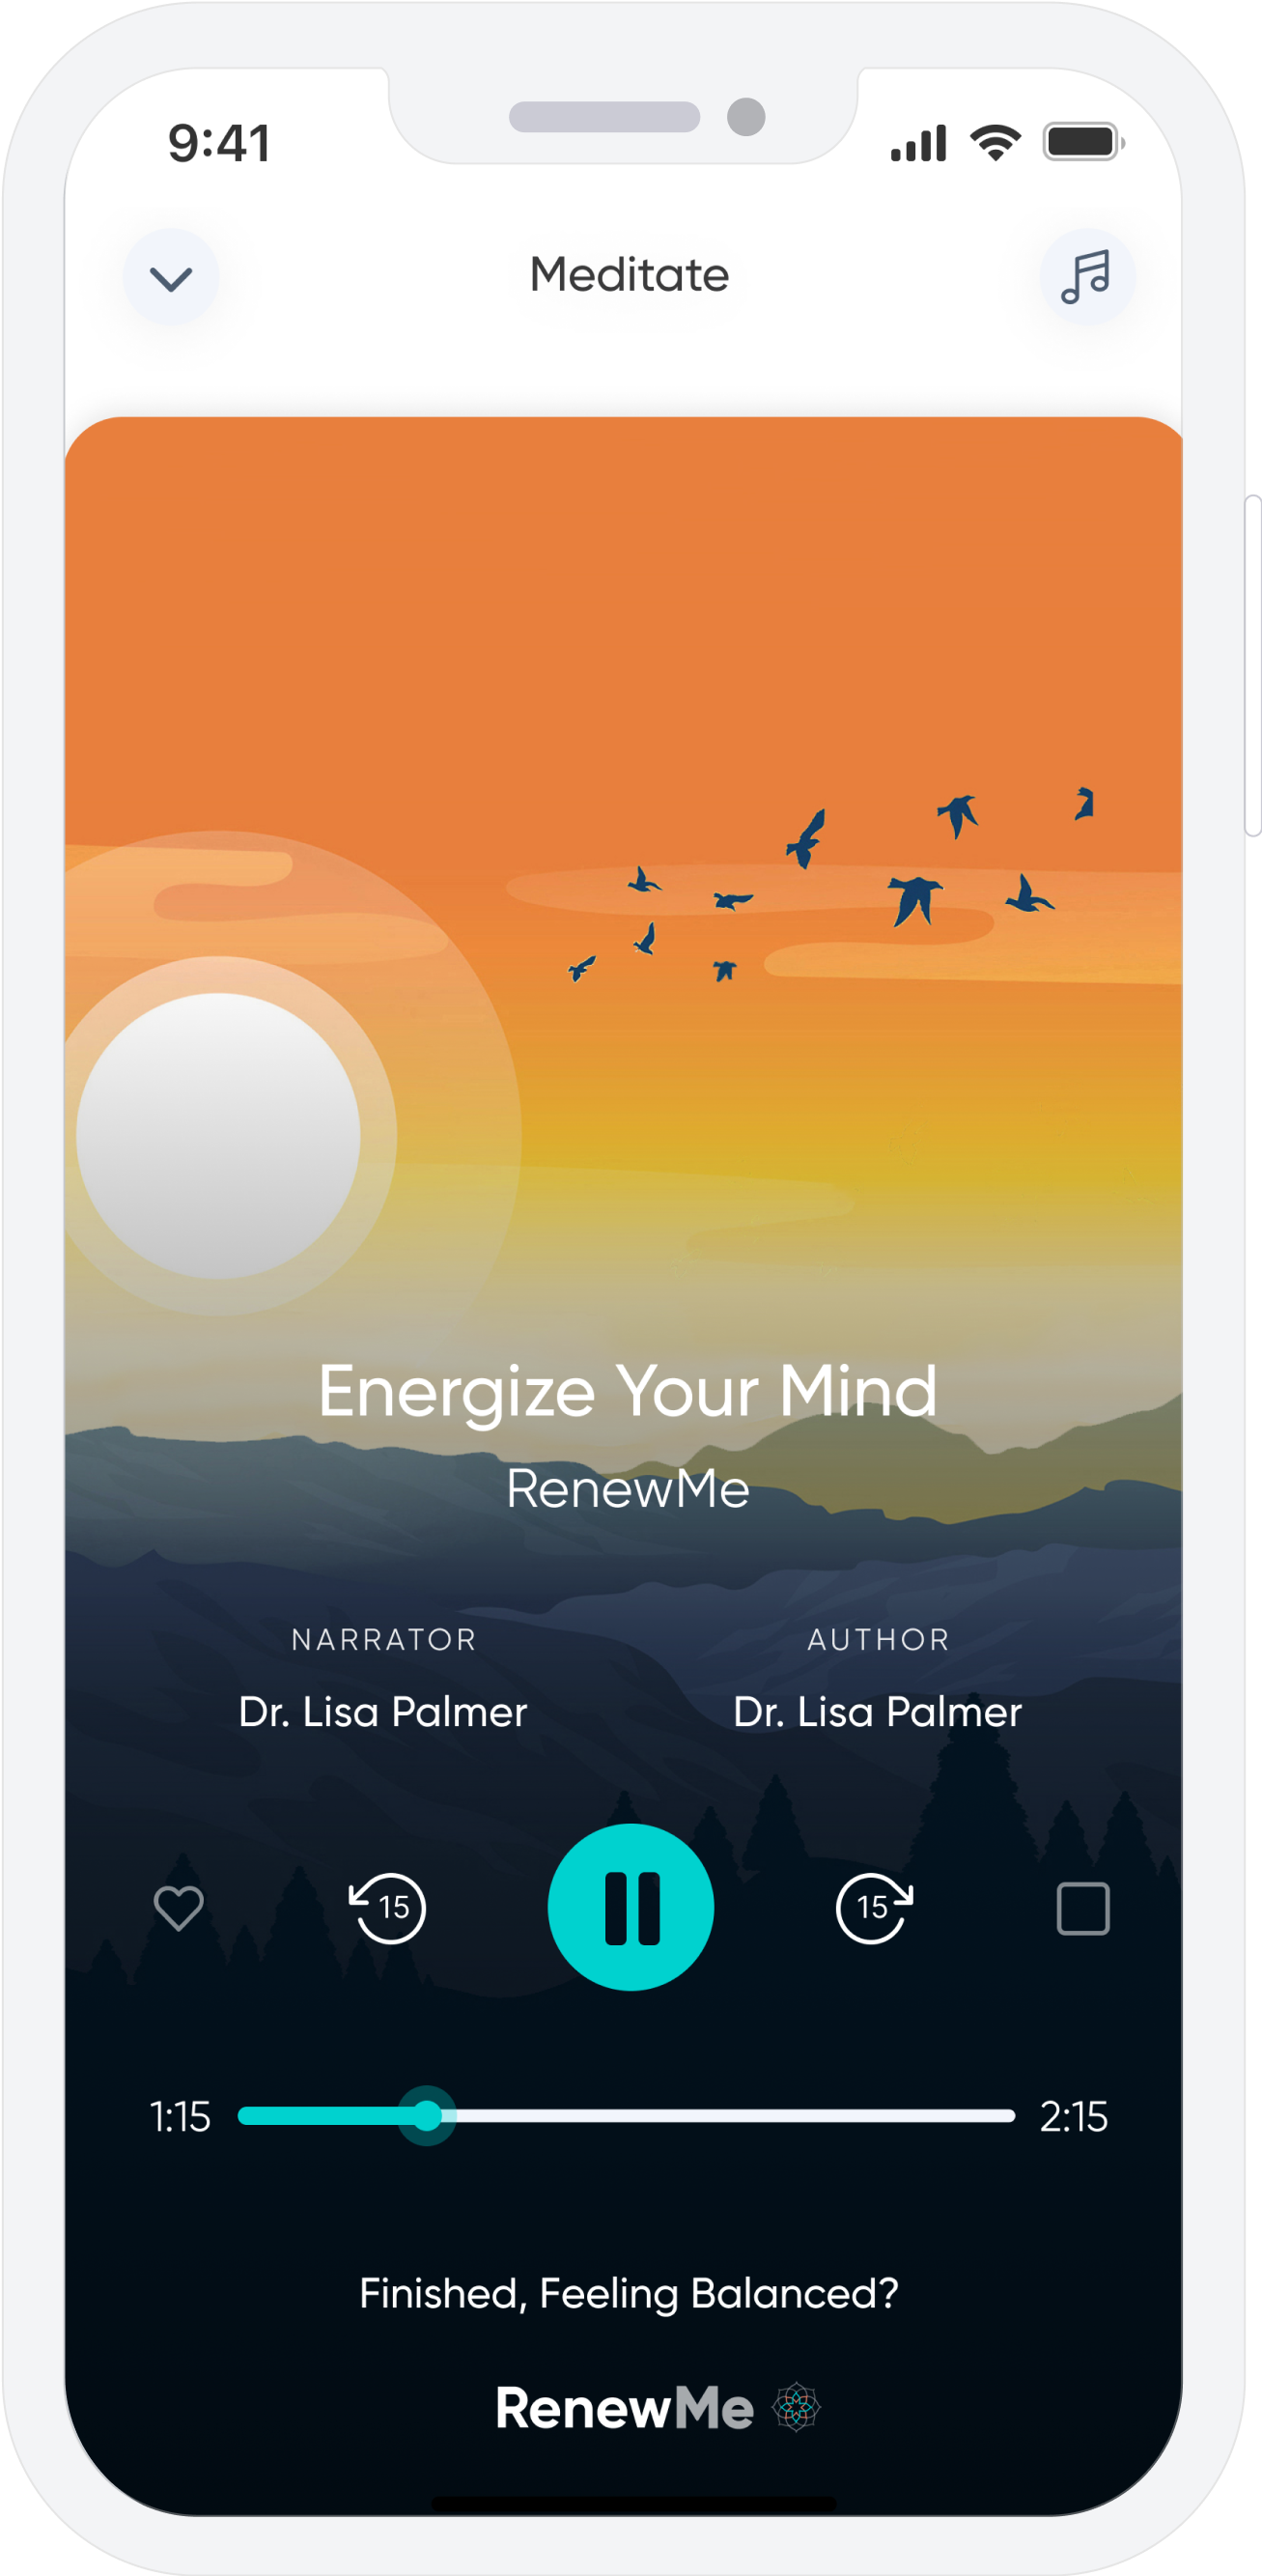 9:41
Meditate
Energize Your Mind
RenewMe
NARRATOR AUTHOR
Dr. Lisa Palmer Dr. Lisa Palmer
15 15
1:15 2:15
Finished, Feeling Balanced?
RenewMe